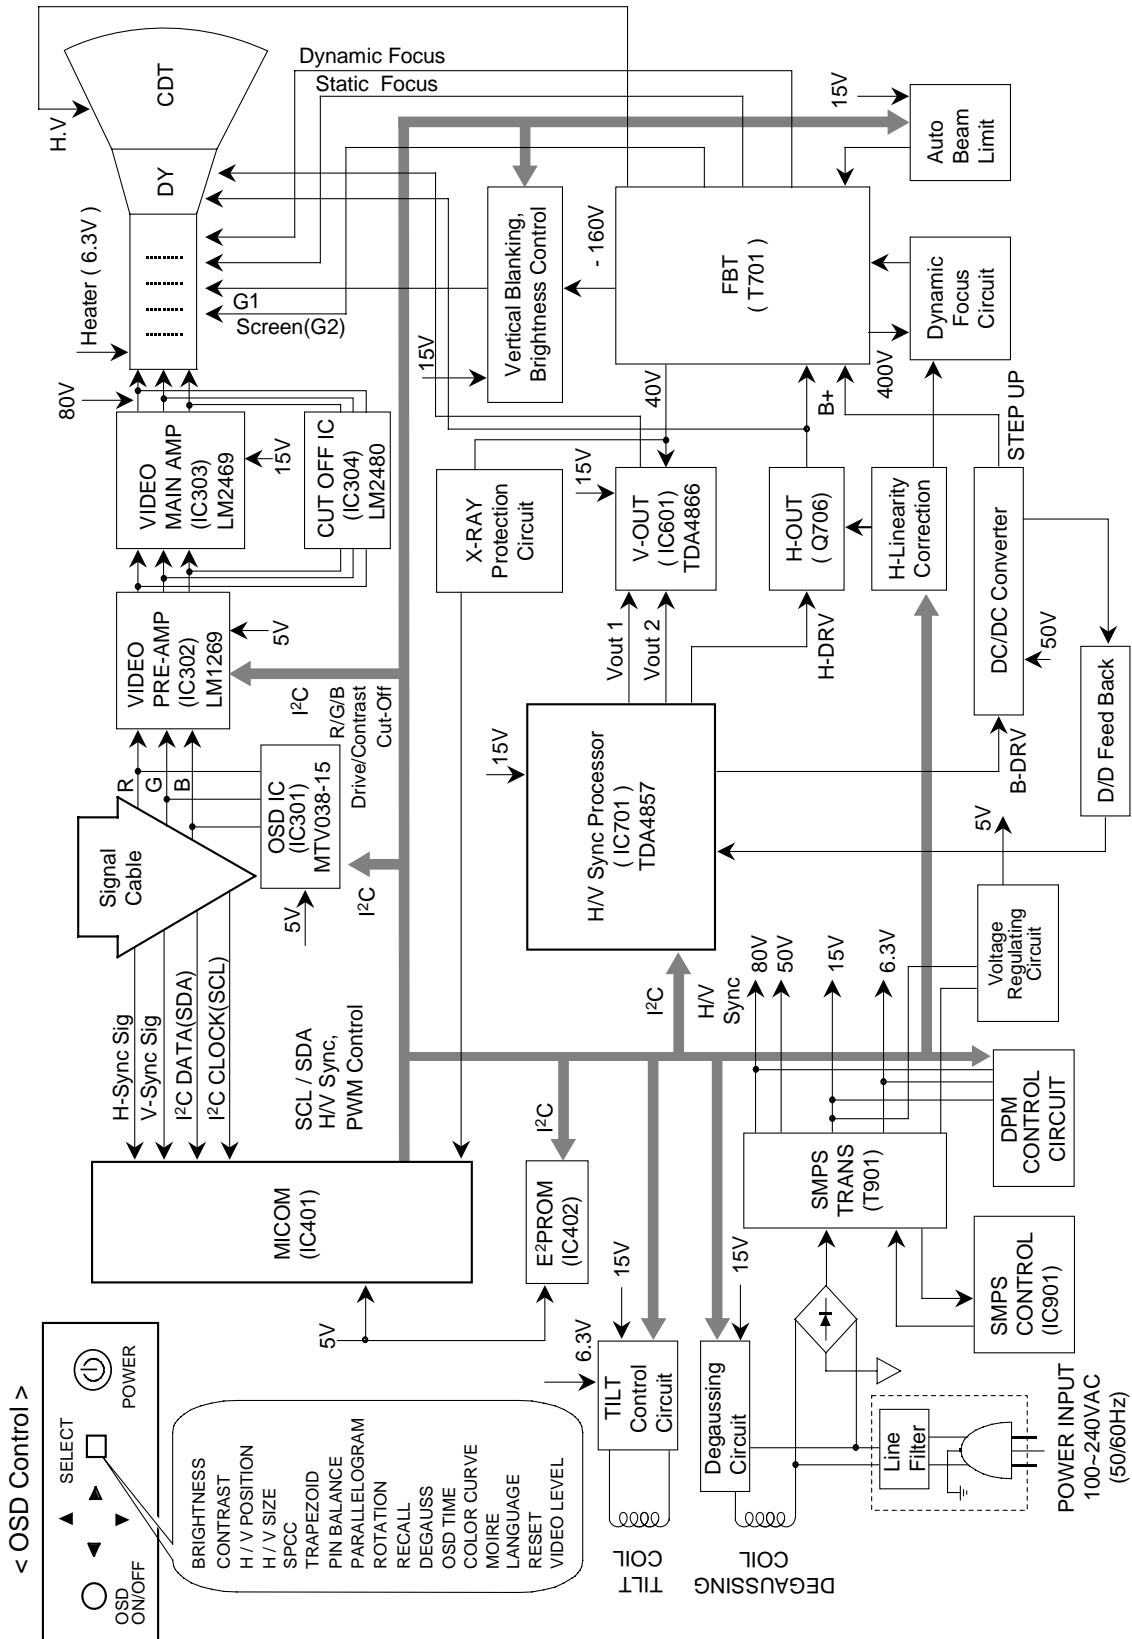 < OSD Control >
OSD
ON/OFF
SELECT
POWER
BRIGHTNESS
CONTRAST
H / V POSITION
H / V SIZE
SPCC
TRAPEZOID
PIN BALANCE
PARALLELOGRAM
ROTATION
RECALL
DEGAUSS
OSD TIME
COLOR CURVE
MOIRE
LANGUAGE
RESET
VIDEO LEVEL
MICOM
(IC401)
5V
H-Sync Sig
V-Sync Sig
I²C DATA(SDA)
I²C CLOCK(SCL)
SCL / SDA
H/V Sync,
PWM Control
Signal
Cable
R
G
B
OSD IC
(IC301)
MTV038-15
5V
I²C
VIDEO
PRE-AMP
(IC302)
LM1269
5V
I²C
R/G/B
Drive/Contrast
Cut-Off
VIDEO
MAIN AMP
(IC303)
LM2469
80V
15V
CUT OFF IC
(IC304)
LM2480
Heater ( 6.3V )
DY
CDT
H.V
Dynamic Focus
Static Focus
G1
Screen(G2)
E²PROM
(IC402)
I²C
X-RAY
Protection
Circuit
15V
Vertical Blanking,
Brightness Control
- 160V
H/V Sync Processor
( IC701 )
TDA4857
15V
I²C
H/V
Sync
Vout 1
Vout 2
15V
V-OUT
( IC601 )
TDA4866
40V
FBT
( T701 )
H-DRV
H-OUT
( Q706 )
B+
400V
15V
Auto
Beam
Limit
Dynamic
Focus
Circuit
H-Linearity
Correction
STEP UP
DC/DC Converter
50V
B-DRV
D/D Feed Back
6.3V
15V
TILT
Control
Circuit
TILT
COIL
15V
Degaussing
Circuit
DEGAUSSING
COIL
SMPS
TRANS
(T901)
80V
50V
15V
6.3V
Voltage
Regulating
Circuit
5V
DPM
CONTROL
CIRCUIT
SMPS
CONTROL
(IC901)
Line
Filter
POWER INPUT
100~240VAC
(50/60Hz)